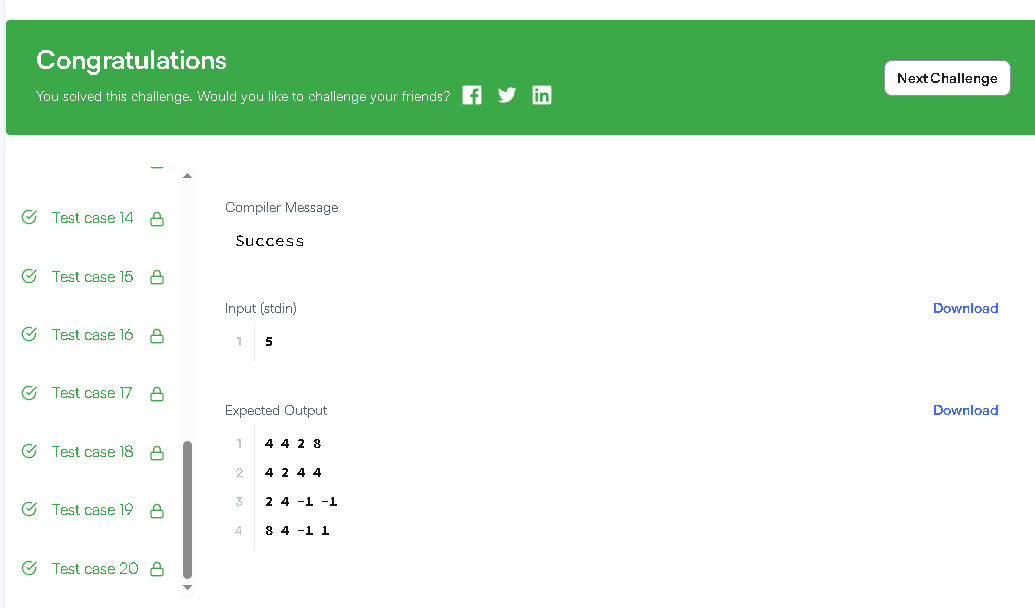 Congratulations
You solved this challenge. Would you like to challenge your friends?
Next Challenge
Test case 14
Test case 15
Test case 16
Test case 17
Test case 18
Test case 19
Test case 20
Compiler Message
Success
Input (stdin)
Download
1 5
Expected Output
Download
1 4 4 2 8
2 4 2 4 4
3 2 4 -1 -1
4 8 4 -1 1